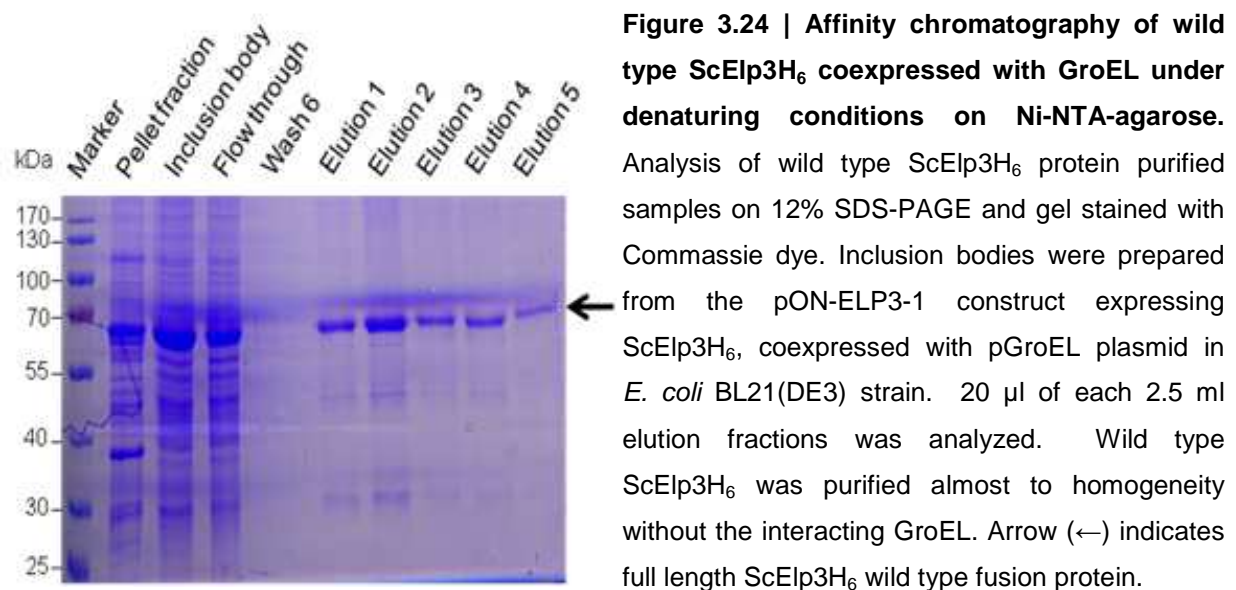 kDa
Marker
Pellet fraction
Inclusion body
Flow through
Wash 6
Elution 1
Elution 2
Elution 3
Elution 4
Elution 5
170
130
100
70
55
40
30
25
Figure 3.24 | Affinity chromatography of wild
type ScElp3H₆ coexpressed with GroEL under
denaturing conditions on Ni-NTA-agarose.
Analysis of wild type ScElp3H₆ protein purified
samples on 12% SDS-PAGE and gel stained with
Commassie dye. Inclusion bodies were prepared
from the pON-ELP3-1 construct expressing
ScElp3H₆, coexpressed with pGroEL plasmid in
E. coli BL21(DE3) strain. 20 µl of each 2.5 ml
elution fractions was analyzed. Wild type
ScElp3H₆ was purified almost to homogeneity
without the interacting GroEL. Arrow (←) indicates
full length ScElp3H₆ wild type fusion protein.